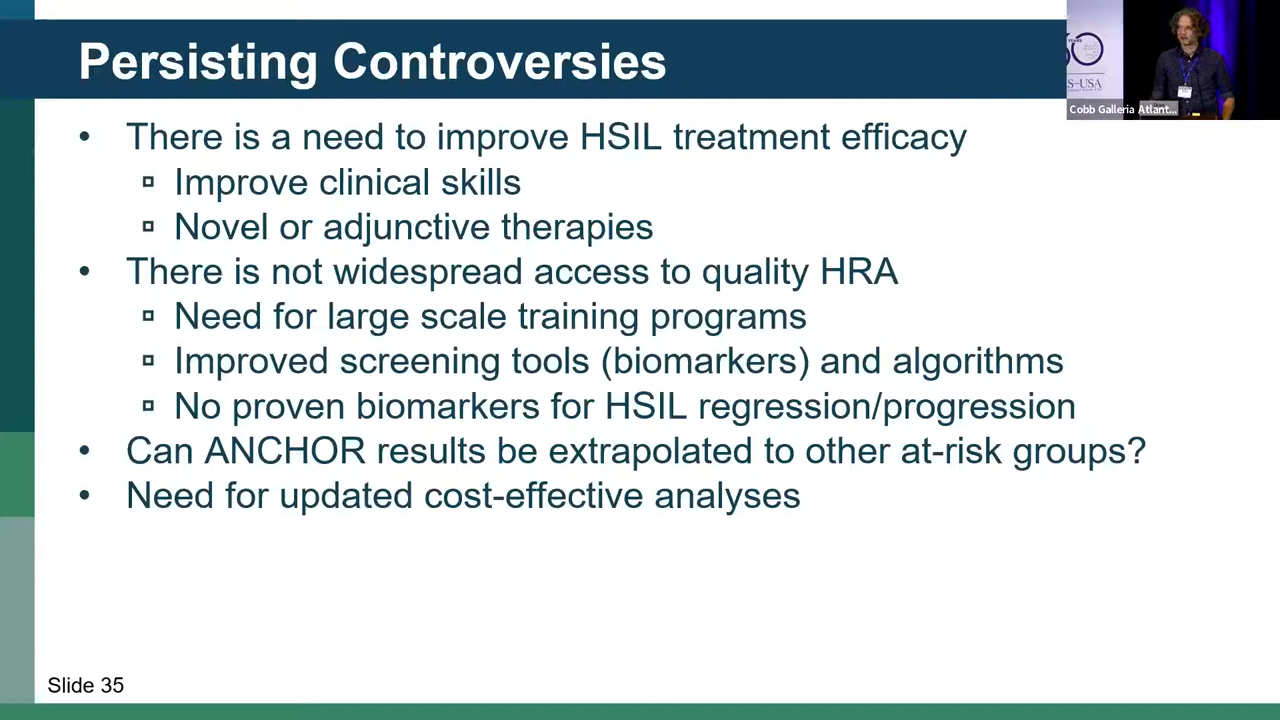 Persisting Controversies
• There is a need to improve HSIL treatment efficacy
▫ Improve clinical skills
▫ Novel or adjunctive therapies
• There is not widespread access to quality HRA
▫ Need for large scale training programs
▫ Improved screening tools (biomarkers) and algorithms
▫ No proven biomarkers for HSIL regression/progression
• Can ANCHOR results be extrapolated to other at-risk groups?
• Need for updated cost-effective analyses
Slide 35
YEARS
S–USA
Cobb Galleria Atlant...